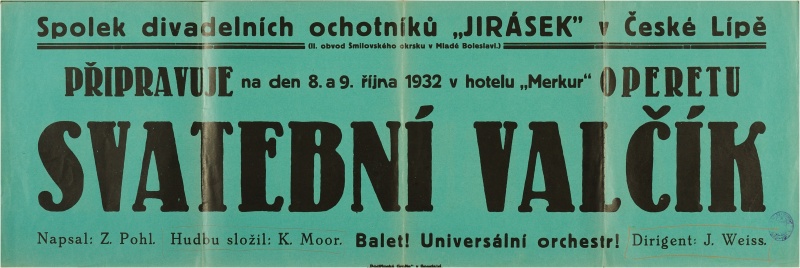 Spolek divadelních ochotníků „JIRÁSEK" v České Lípě
(II. obvod Smilovského okrsku v Mladé Boleslavi.)
PŘIPRAVUJE na den 8. a 9. října 1932 v hotelu „Merkur" OPERETU
SVATEBNÍ VALČÍK
Napsal: Z. Pohl. Hudbu složil: K. Moor. Balet! Universální orchestr! Dirigent: J. Weiss.